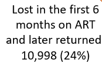 Lost in the first 6
months on ART
and later returned
10,998 (24%)